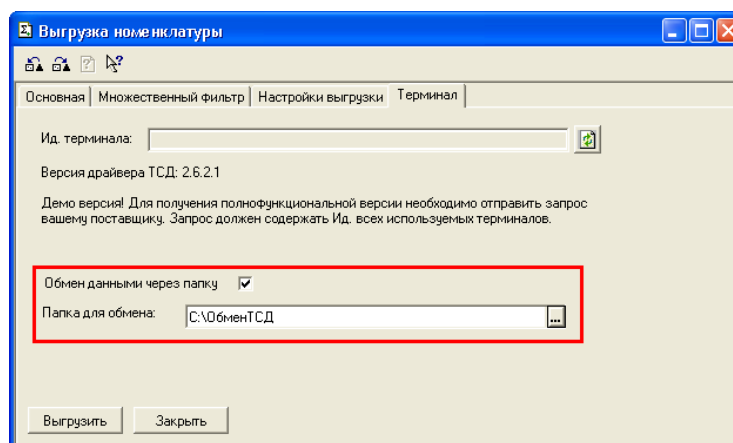 Выгрузка номенклатуры
Основная Множественный фильтр Настройки выгрузки Терминал
Ид. терминала:
Версия драйвера ТСД: 2.6.2.1
Демо версия! Для получения полнофункциональной версии необходимо отправить запрос
вашему поставщику. Запрос должен содержать Ид. всех используемых терминалов.
Обмен данными через папку
Папка для обмена: C:\ОбменТСД ...
Выгрузить Закрыть